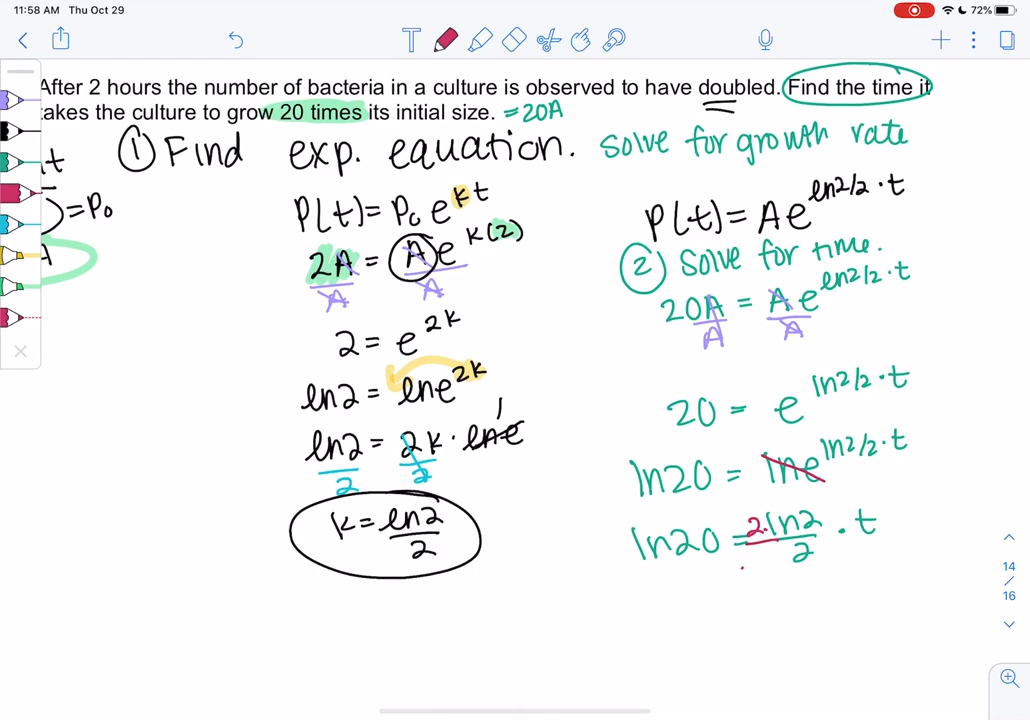 11:58 AM Thu Oct 29
72%
After 2 hours the number of bacteria in a culture is observed to have doubled. Find the time it
takes the culture to grow 20 times its initial size. = 20A
① Find exp. equation. Solve for growth rate
) = P₀
A
P(t) = P₀ e^kt
2A = A e^k(2)
A A
2 = e^2k
ln2 = lne^2k
ln2 = 2k · lne 1
2 2
k = ln2/2
P(t) = A e^ln2/2 · t
② Solve for time.
20A = A e^ln2/2 · t
A A
20 = e^ln2/2 · t
ln20 = lne^ln2/2 · t
ln20 = 2·ln2/2 · t
14
/
16